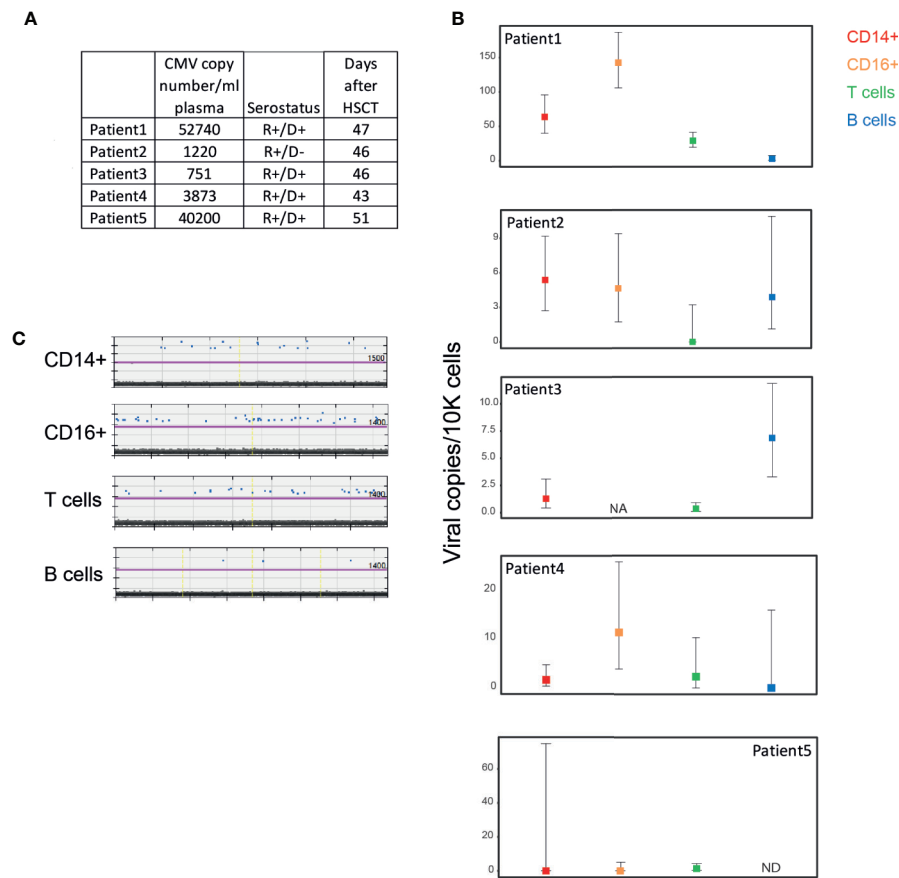 A
CMV copy number/ml plasma Serostatus Days after HSCT
Patient1 52740 R+/D+ 47
Patient2 1220 R+/D- 46
Patient3 751 R+/D+ 46
Patient4 3873 R+/D+ 43
Patient5 40200 R+/D+ 51
C
CD14+
1500
CD16+
1400
T cells
1400
B cells
1400
B
Viral copies/10K cells
Patient1
150
100
50
0
Patient2
9
6
3
0
Patient3
10.0
7.5
5.0
2.5
0.0
NA
Patient4
20
10
0
Patient5
60
40
20
0
ND
CD14+
CD16+
T cells
B cells